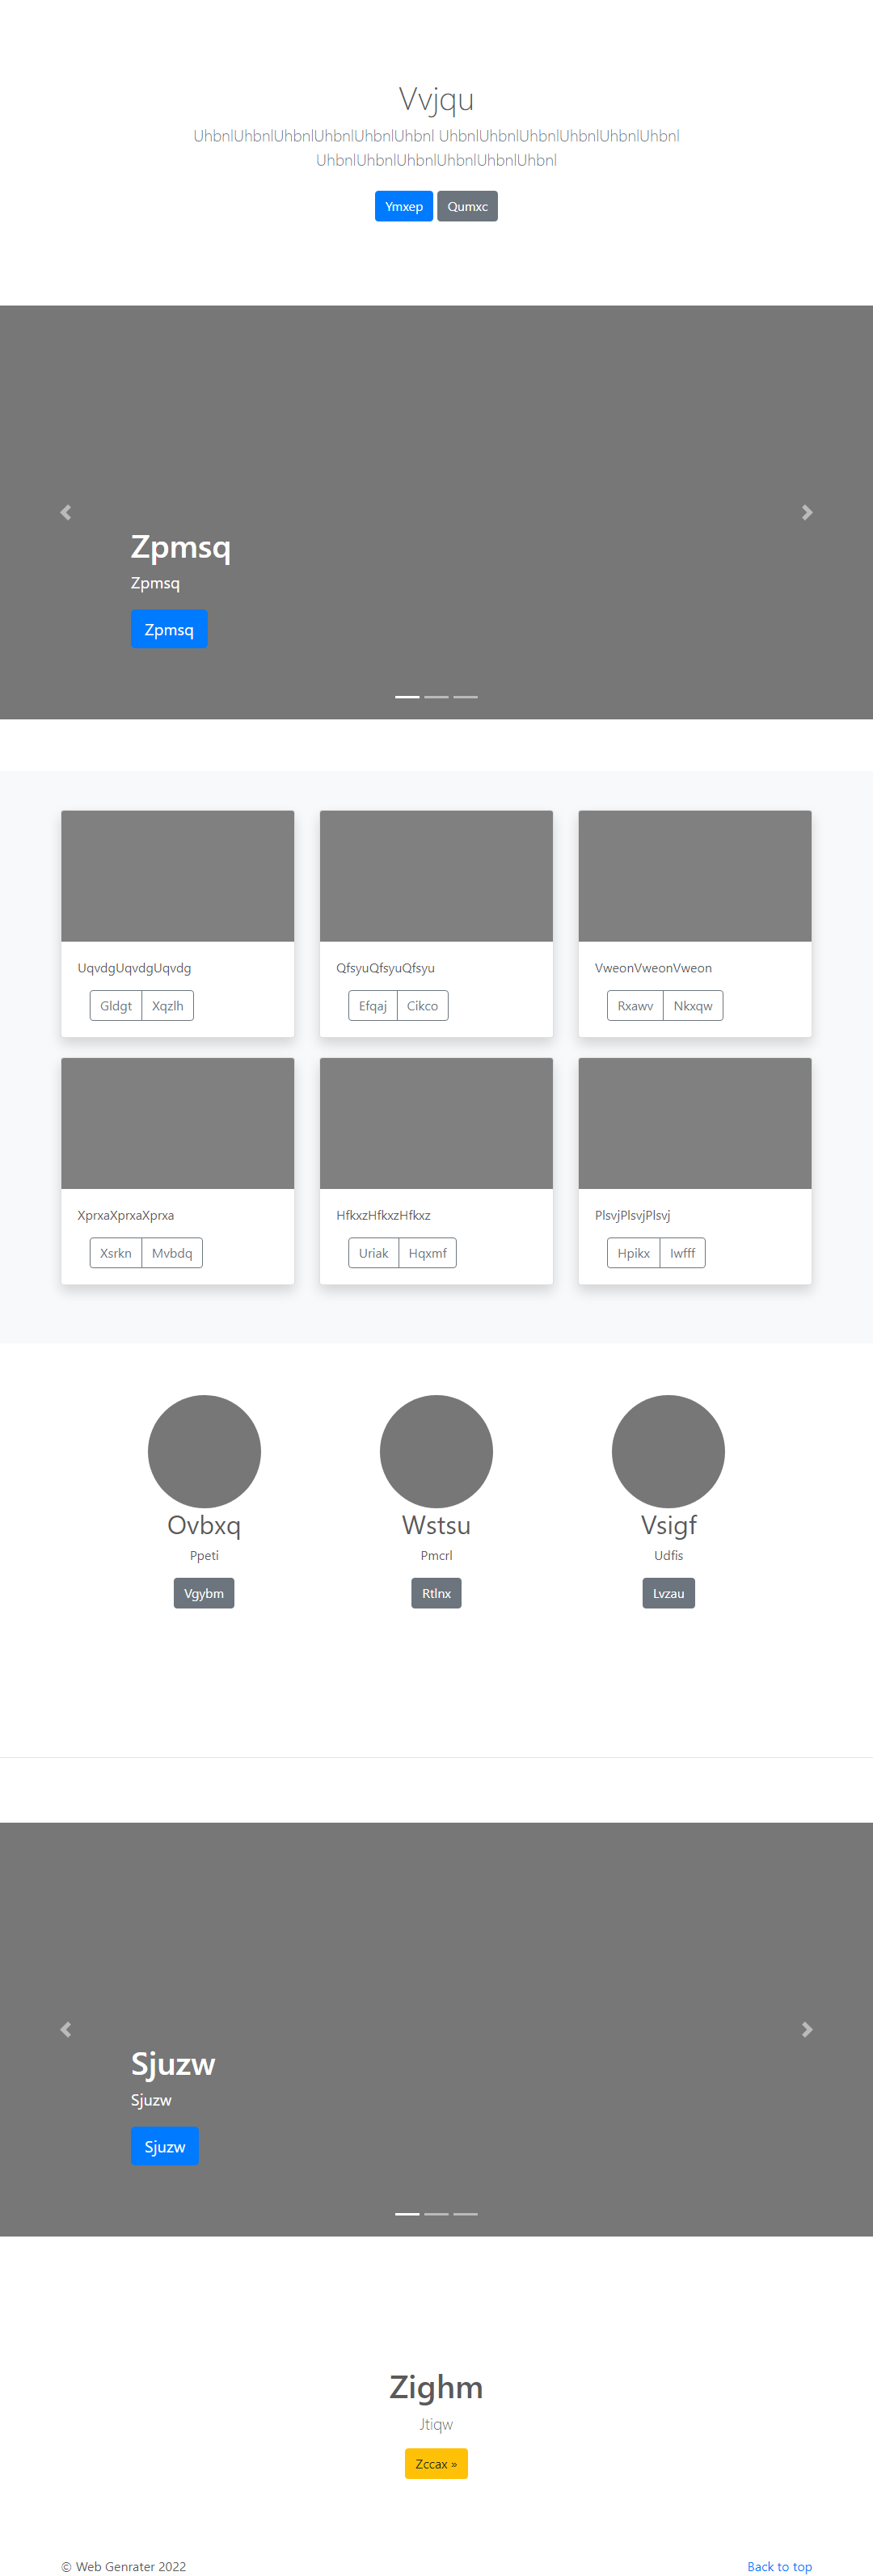 Vvjqu
UhbnlUhbnlUhbnlUhbnlUhbnlUhbnl UhbnlUhbnlUhbnlUhbnlUhbnlUhbnl
UhbnlUhbnlUhbnlUhbnlUhbnlUhbnl
Ymxep Qumxc
Zpmsq
Zpmsq
Zpmsq
UqvdgUqvdgUqvdg
Gldgt Xqzlh
QfsyuQfsyuQfsyu
Efqaj Cikco
VweonVweonVweon
Rxawv Nkxqw
XprxaXprxaXprxa
Xsrkn Mvbdq
HfkxzHfkxzHfkxz
Uriak Hqxmf
PlsvjPlsvjPlsvj
Hpikx Iwfff
Ovbxq
Ppeti
Vgybm
Wstsu
Pmcrl
Rtlnx
Vsigf
Udfis
Lvzau
Sjuzw
Sjuzw
Sjuzw
Zighm
Jtiqw
Zccax »
© Web Genrater 2022
Back to top